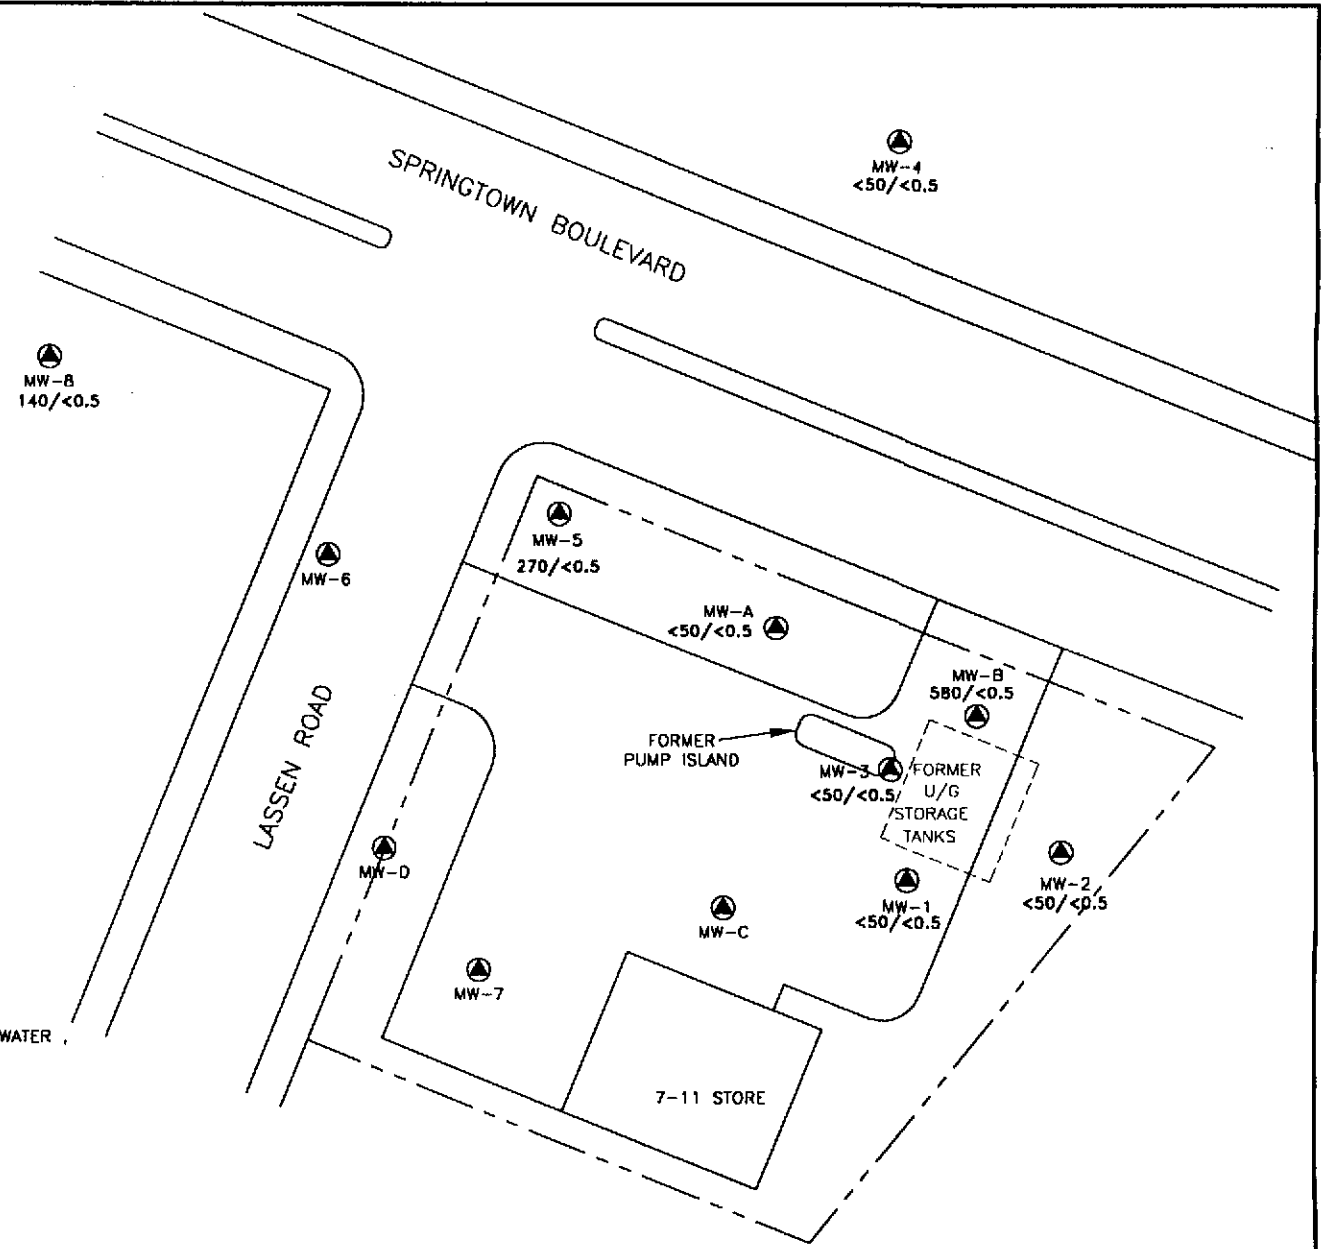 MW-4
<50/<0.5
SPRINGTOWN BOULEVARD
MW-8
140/<0.5
MW-5
270/<0.5
MW-6
MW-A
<50/<0.5
MW-B
580/<0.5
FORMER
PUMP ISLAND
MW-3
<50/<0.5
FORMER
U/G
STORAGE
TANKS
LASSEN ROAD
MW-D
MW-2
<50/<0.5
MW-1
<50/<0.5
MW-C
MW-7
WATER
7-11 STORE